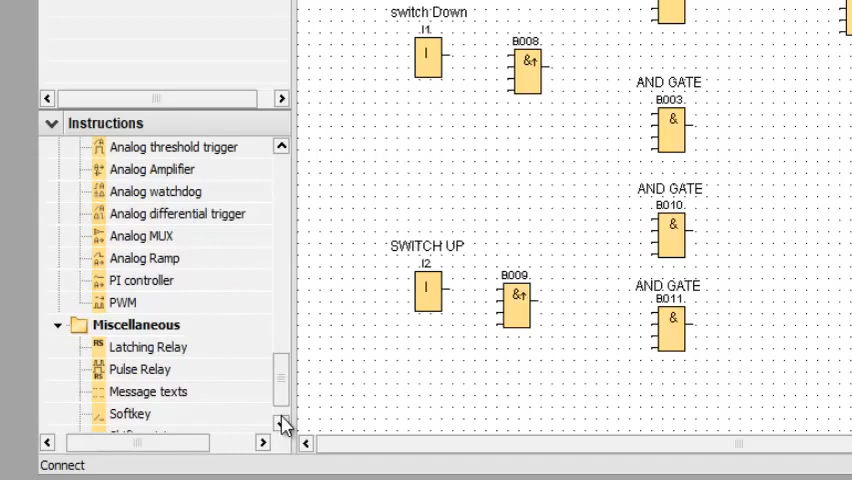 Instructions
Analog threshold trigger
Analog Amplifier
Analog watchdog
Analog differential trigger
Analog MUX
Analog Ramp
PI controller
PWM
Miscellaneous
RS Latching Relay
RS Pulse Relay
Message texts
Softkey
Connect
switch Down
I1
I
B008
&↑
SWITCH UP
I2
I
B009
&↑
AND GATE
B003
&
AND GATE
B010
&
AND GATE
B011
&